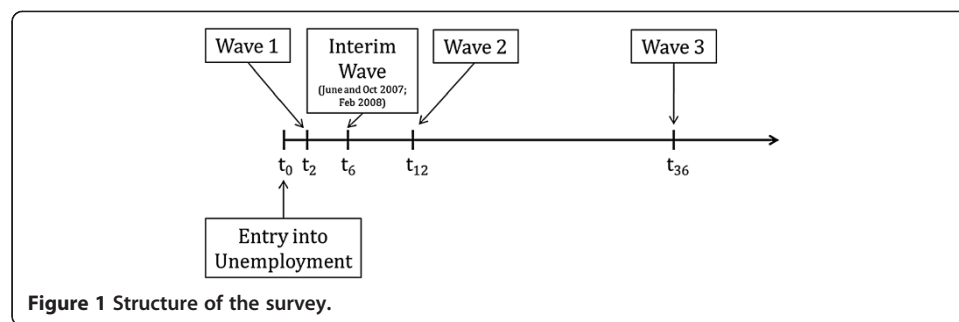 Wave 1
Interim
Wave
(June and Oct 2007;
Feb 2008)
Wave 2
Wave 3
t₀ t₂ t₆ t₁₂ t₃₆
Entry into
Unemployment
Figure 1 Structure of the survey.